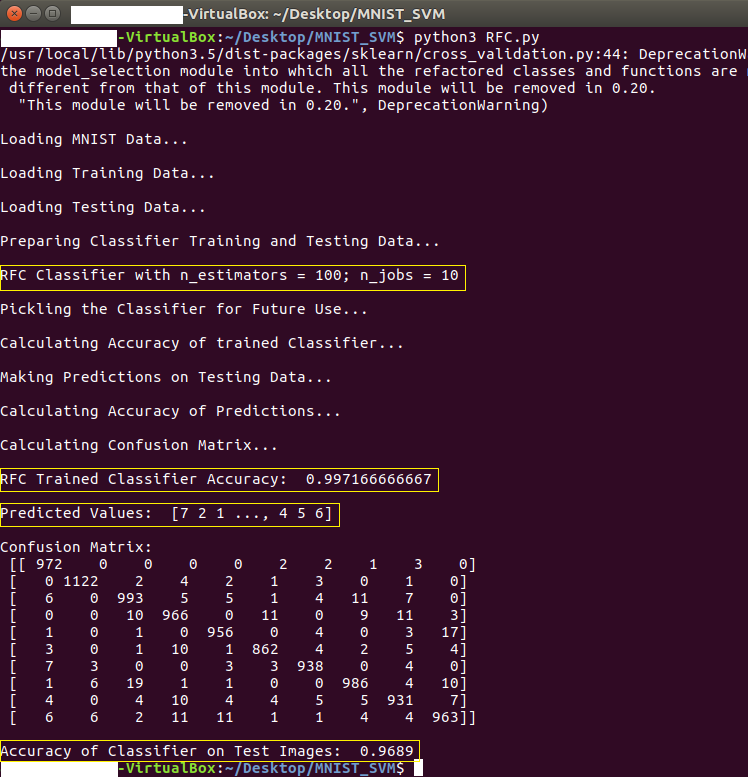 -VirtualBox: ~/Desktop/MNIST_SVM
-VirtualBox:~/Desktop/MNIST_SVM$ python3 RFC.py
/usr/local/lib/python3.5/dist-packages/sklearn/cross_validation.py:44: DeprecationW
the model_selection module into which all the refactored classes and functions are
different from that of this module. This module will be removed in 0.20.
"This module will be removed in 0.20.", DeprecationWarning)
Loading MNIST Data...
Loading Training Data...
Loading Testing Data...
Preparing Classifier Training and Testing Data...
RFC Classifier with n_estimators = 100; n_jobs = 10
Pickling the Classifier for Future Use...
Calculating Accuracy of trained Classifier...
Making Predictions on Testing Data...
Calculating Accuracy of Predictions...
Calculating Confusion Matrix...
RFC Trained Classifier Accuracy:  0.997166666667
Predicted Values:  [7 2 1 ..., 4 5 6]
Confusion Matrix:
[[ 972    0    0    0    0    2    2    1    3    0]
[    0 1122    2    4    2    1    3    0    1    0]
[    6    0  993    5    5    1    4   11    7    0]
[    0    0   10  966    0   11    0    9   11    3]
[    1    0    1    0  956    0    4    0    3   17]
[    3    0    1   10    1  862    4    2    5    4]
[    7    3    0    0    3    3  938    0    4    0]
[    1    6   19    1    1    0    0  986    4   10]
[    4    0    4   10    4    4    5    5  931    7]
[    6    6    2   11   11    1    1    4    4  963]]
Accuracy of Classifier on Test Images:  0.9689
-VirtualBox:~/Desktop/MNIST_SVM$